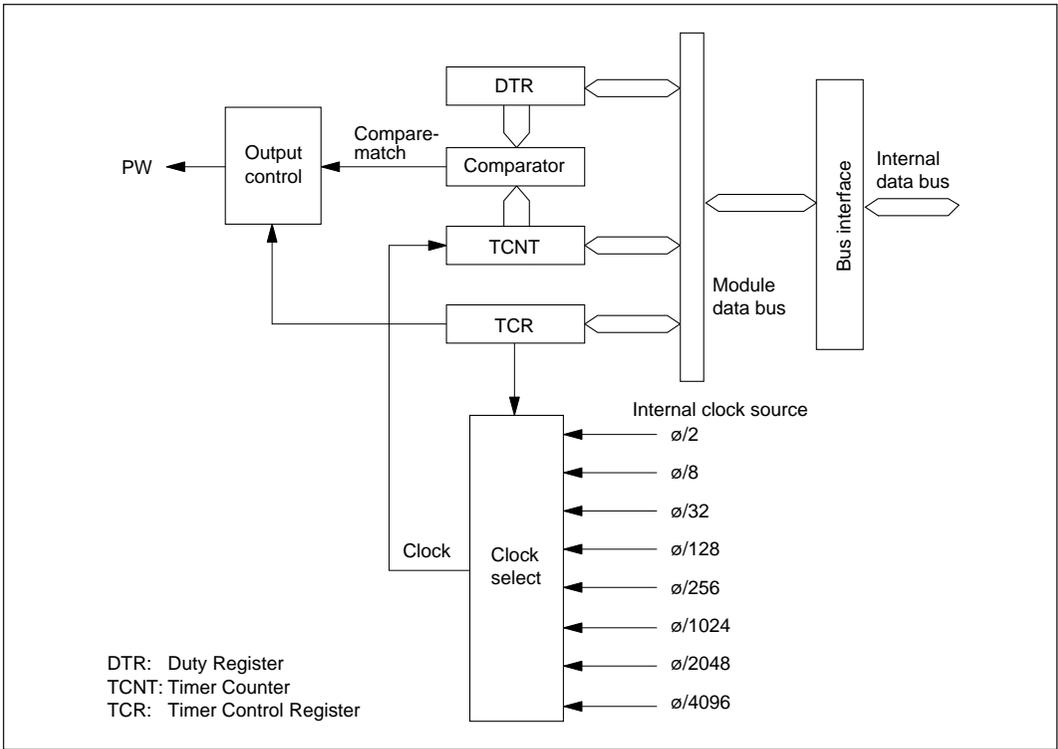 DTR
Compare-
match
PW
Output
control
Comparator
Internal
data bus
Bus interface
TCNT
Module
data bus
TCR
Internal clock source
ø/2
ø/8
ø/32
ø/128
Clock
Clock
select
ø/256
ø/1024
ø/2048
ø/4096
DTR: Duty Register
TCNT: Timer Counter
TCR: Timer Control Register